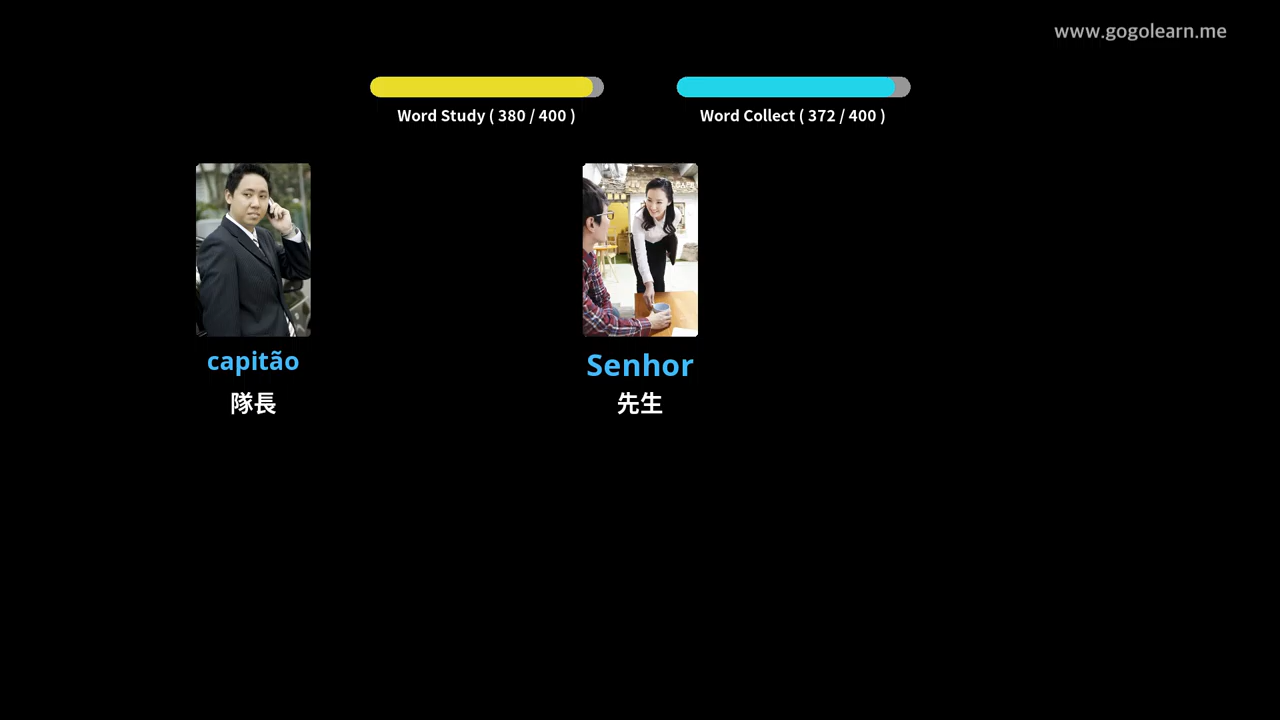 www.gogolearn.me
Word Study ( 380 / 400 )
Word Collect ( 372 / 400 )
capitão
隊長
Senhor
先生